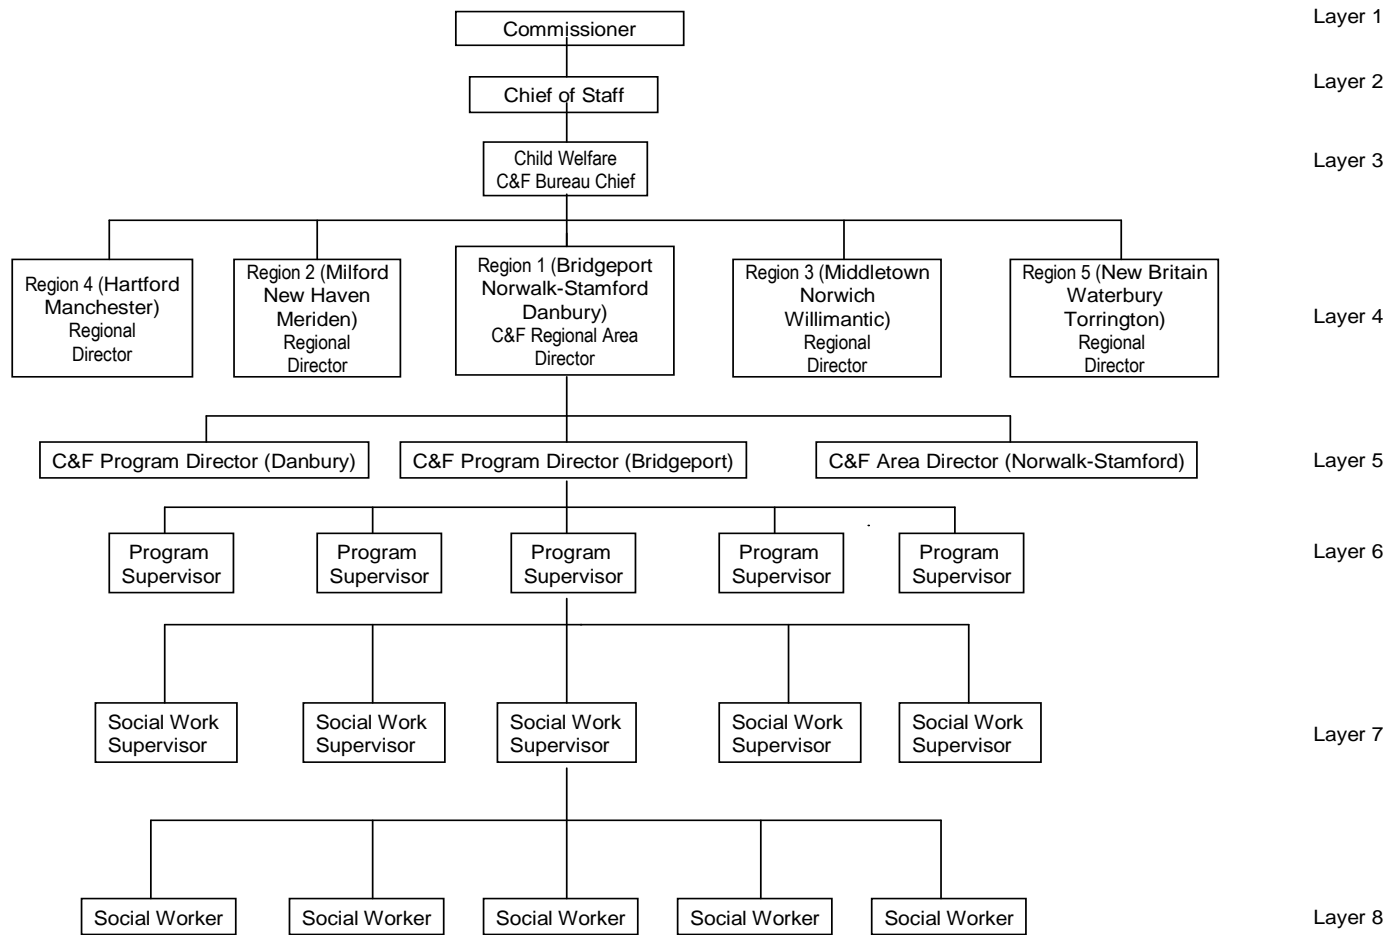 Layer 1
Commissioner
Layer 2
Chief of Staff
Layer 3
Child Welfare
C&F Bureau Chief
Region 4 (Hartford
Manchester)
Regional
Director
Region 2 (Milford
New Haven
Meriden)
Regional
Director
Region 1 (Bridgeport
Norwalk-Stamford
Danbury)
C&F Regional Area
Director
Region 3 (Middletown
Norwich
Willimantic)
Regional
Director
Region 5 (New Britain
Waterbury
Torrington)
Regional
Director
Layer 4
C&F Program Director (Danbury)
C&F Program Director (Bridgeport)
C&F Area Director (Norwalk-Stamford)
Layer 5
Program
Supervisor
Program
Supervisor
Program
Supervisor
Program
Supervisor
Program
Supervisor
Layer 6
Social Work
Supervisor
Social Work
Supervisor
Social Work
Supervisor
Social Work
Supervisor
Social Work
Supervisor
Layer 7
Social Worker
Social Worker
Social Worker
Social Worker
Social Worker
Layer 8